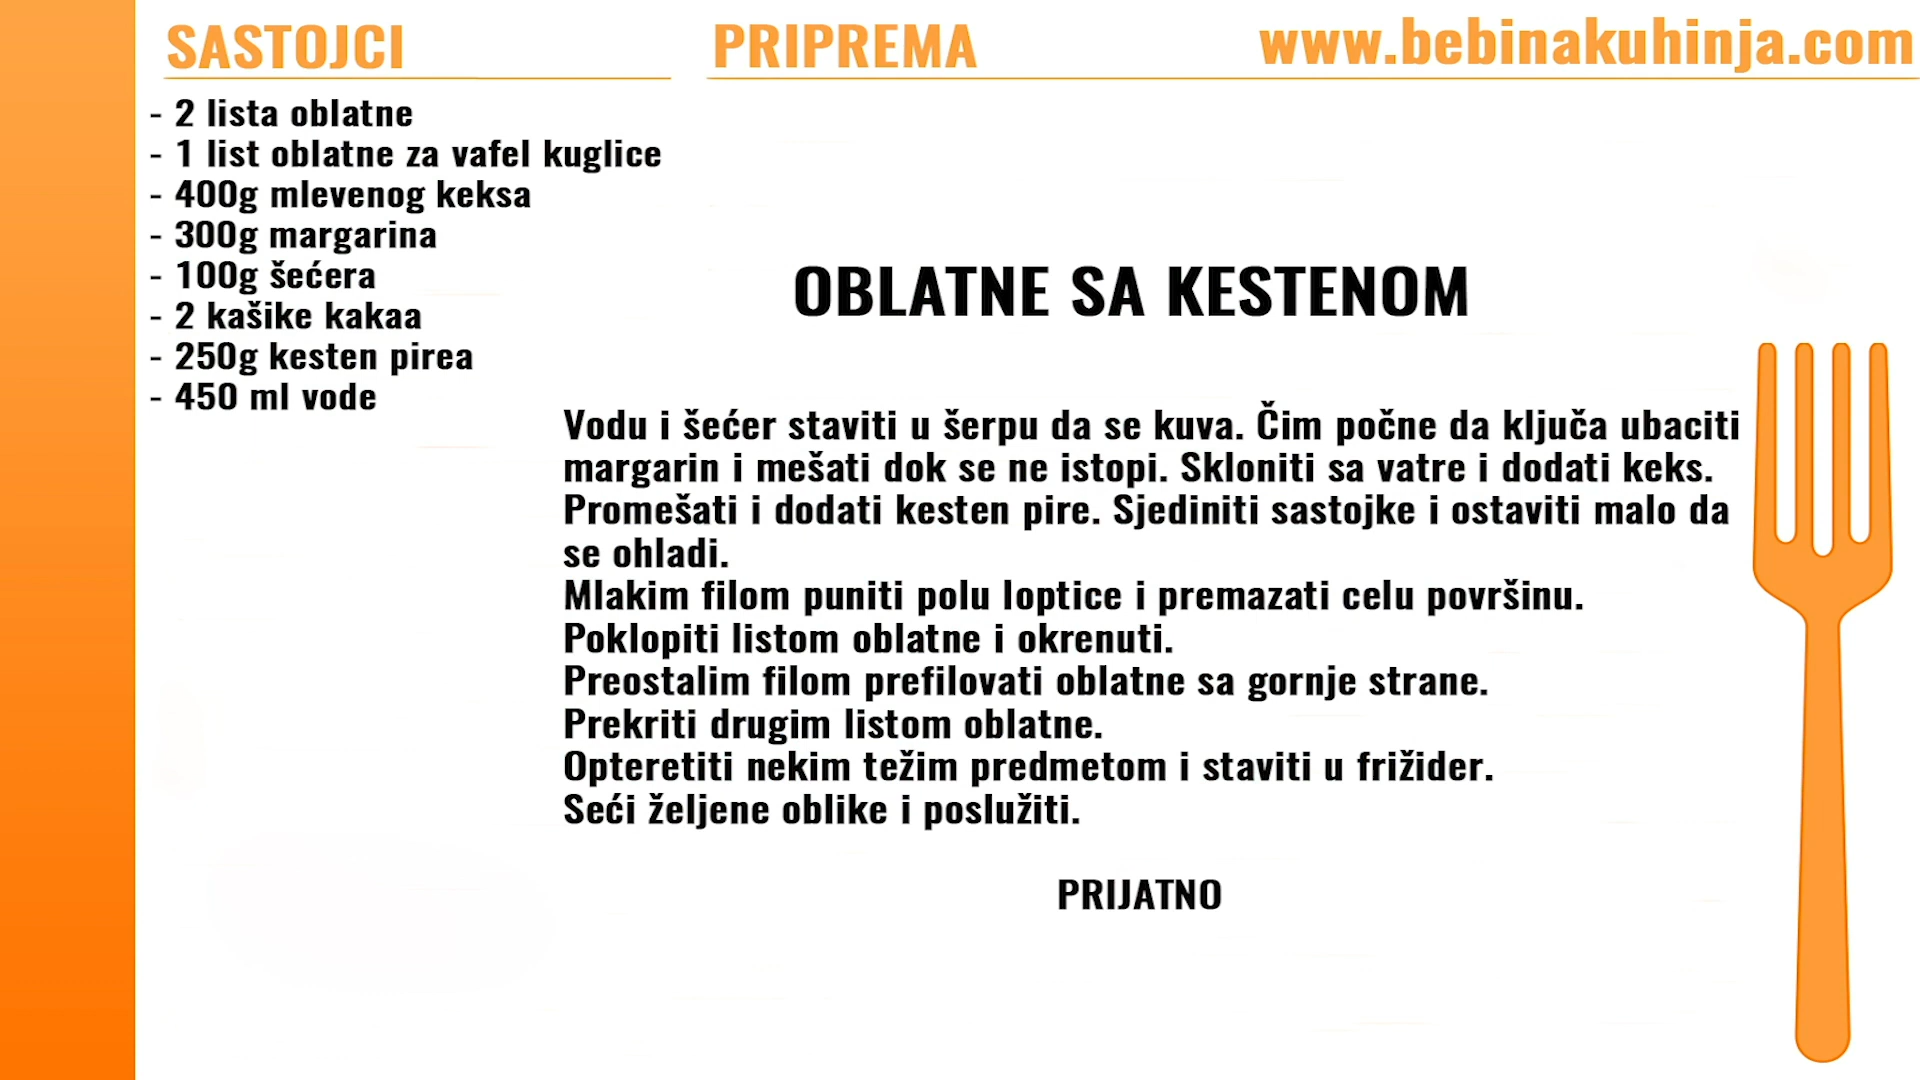 SASTOJCI
- 2 lista oblatne
- 1 list oblatne za vafel kuglice
- 400g mlevenog keksa
- 300g margarina
- 100g šećera
- 2 kašike kakaa
- 250g kesten pirea
- 450 ml vode
PRIPREMA
www.bebinakuhinja.com
OBLATNE SA KESTENOM
Vodu i šećer staviti u šerpu da se kuva. Čim počne da ključa ubaciti
margarin i mešati dok se ne istopi. Skloniti sa vatre i dodati keks.
Promešati i dodati kesten pire. Sjediniti sastojke i ostaviti malo da
se ohladi.
Mlakim filom puniti polu loptice i premazati celu površinu.
Poklopiti listom oblatne i okrenuti.
Preostalim filom prefilovati oblatne sa gornje strane.
Prekriti drugim listom oblatne.
Opteretiti nekim težim predmetom i staviti u frižider.
Seći željene oblike i poslužiti.
PRIJATNO